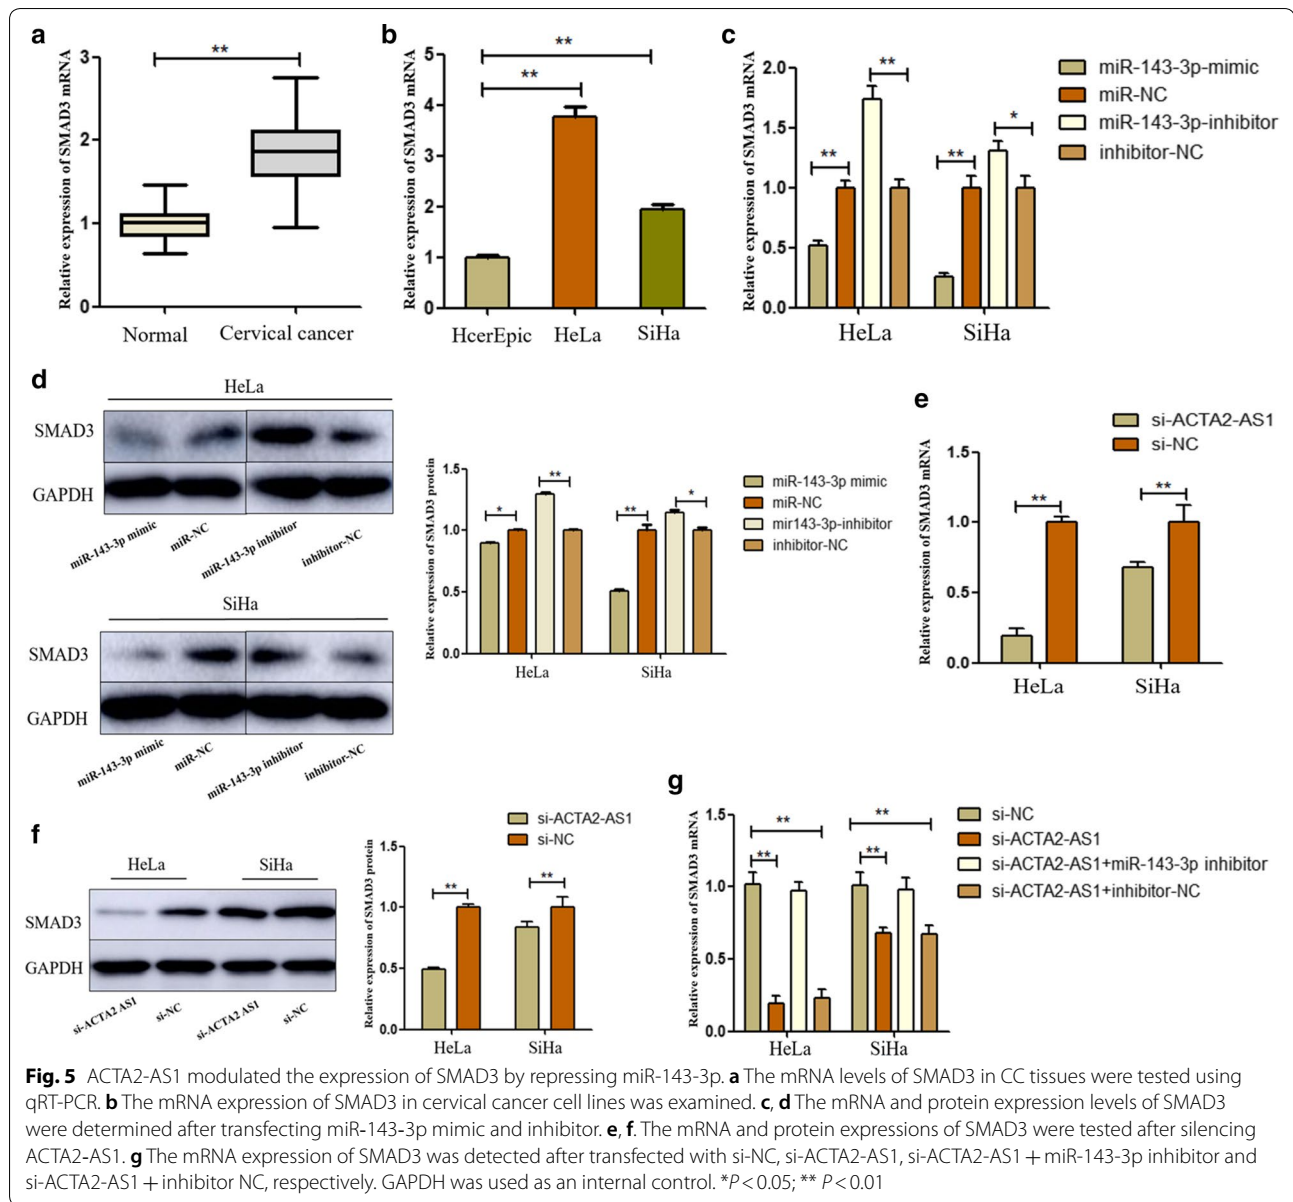 a
Relative expression of SMAD3 mRNA
3
2
1
0
**
Normal
Cervical cancer
b
Relative expression of SMAD3 mRNA
5
4
3
2
1
0
**
**
HcerEpic
HeLa
SiHa
c
Relative expression of SMAD3 mRNA
2.0
1.5
1.0
0.5
0.0
**
**
**
*
HeLa
SiHa
miR-143-3p-mimic
miR-NC
miR-143-3p-inhibitor
inhibitor-NC
d
HeLa
SMAD3
GAPDH
miR-143-3p mimic
miR-NC
miR-143-3p inhibitor
inhibitor-NC
SiHa
SMAD3
GAPDH
miR-143-3p mimic
miR-NC
miR-143-3p inhibitor
inhibitor-NC
Relative expression of SMAD3 protein
1.5
1.0
0.5
0.0
*
**
**
*
HeLa
SiHa
miR-143-3p mimic
miR-NC
mir143-3p-inhibitor
inhibitor-NC
e
Relative expression of SMAD3 mRNA
1.5
1.0
0.5
0.0
**
**
HeLa
SiHa
si-ACTA2-AS1
si-NC
f
HeLa
SiHa
SMAD3
GAPDH
si-ACTA2 AS1
si-NC
si-ACTA2 AS1
si-NC
Relative expression of SMAD3 protein
1.5
1.0
0.5
0.0
**
**
HeLa
SiHa
si-ACTA2-AS1
si-NC
g
Relative expression of SMAD3 mRNA
1.5
1.0
0.5
0.0
**
**
**
**
HeLa
SiHa
si-NC
si-ACTA2-AS1
si-ACTA2-AS1+miR-143-3p inhibitor
si-ACTA2-AS1+inhibitor-NC
Fig. 5 ACTA2-AS1 modulated the expression of SMAD3 by repressing miR-143-3p. a The mRNA levels of SMAD3 in CC tissues were tested using
qRT-PCR. b The mRNA expression of SMAD3 in cervical cancer cell lines was examined. c, d The mRNA and protein expression levels of SMAD3
were determined after transfecting miR-143-3p mimic and inhibitor. e, f. The mRNA and protein expressions of SMAD3 were tested after silencing
ACTA2-AS1. g The mRNA expression of SMAD3 was detected after transfected with si-NC, si-ACTA2-AS1, si-ACTA2-AS1 + miR-143-3p inhibitor and
si-ACTA2-AS1 + inhibitor NC, respectively. GAPDH was used as an internal control. *P < 0.05; ** P < 0.01